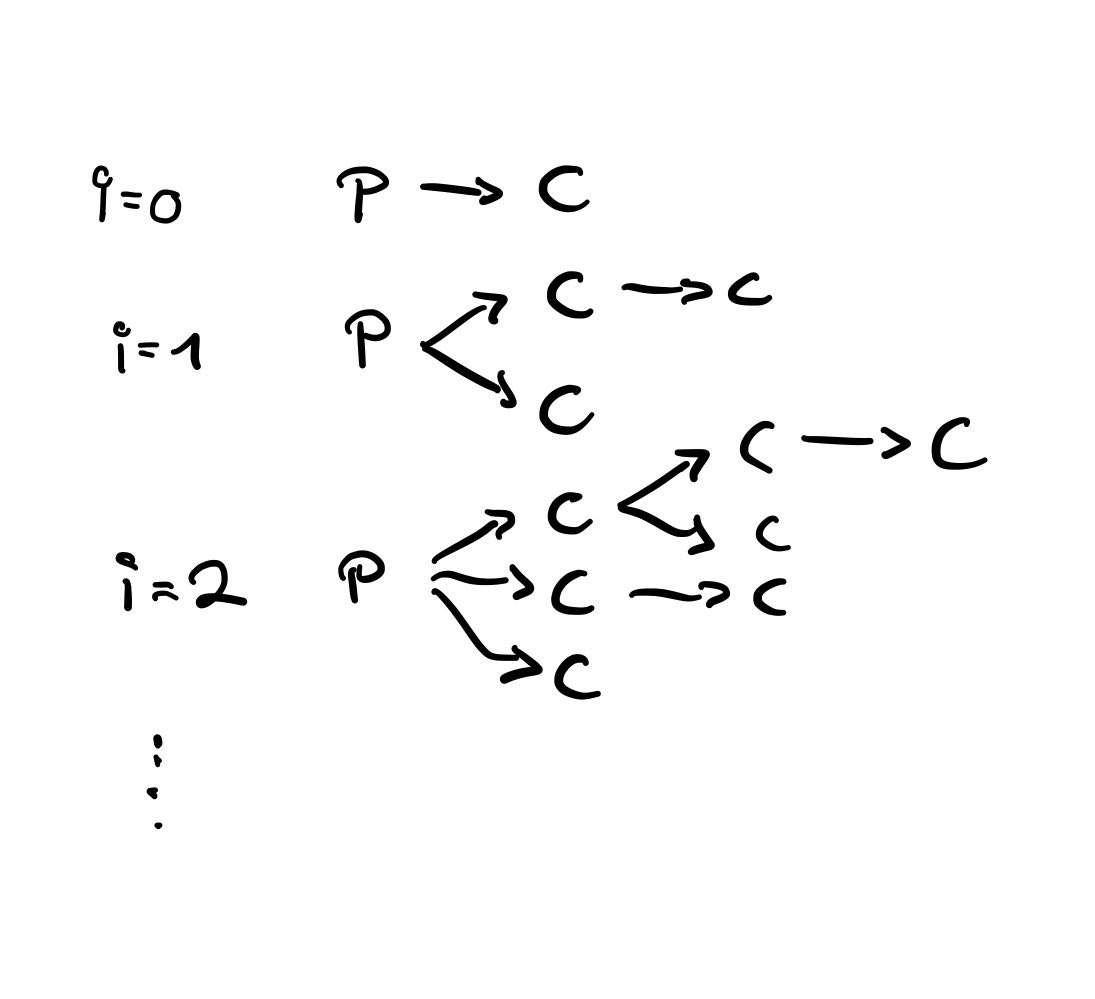 i=0 P → C
i=1 P C → C
C
C → C
C C
i=2 P C → C
C
⋮